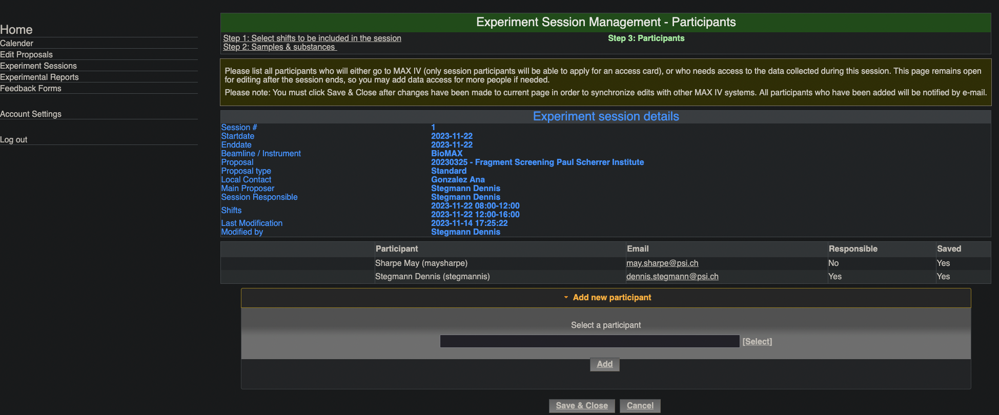 Home
Calender
Edit Proposals
Experiment Sessions
Experimental Reports
Feedback Forms
Account Settings
Log out
Experiment Session Management - Participants
Step 1: Select shifts to be included in the session
Step 2: Samples & substances
Step 3: Participants
Please list all participants who will either go to MAX IV (only session participants will be able to apply for an access card), or who needs access to the data collected during this session. This page remains open
for editing after the session ends, so you may add data access for more people if needed.
Please note: You must click Save & Close after changes have been made to current page in order to synchronize edits with other MAX IV systems. All participants who have been added will be notified by e-mail.
Experiment session details
Session # 1
Startdate 2023-11-22
Enddate 2023-11-22
Beamline / Instrument BioMAX
Proposal 20230325 - Fragment Screening Paul Scherrer Institute
Proposal type Standard
Local Contact Gonzalez Ana
Main Proposer Stegmann Dennis
Session Responsible Stegmann Dennis
Shifts 2023-11-22 08:00-12:00
2023-11-22 12:00-16:00
Last Modification 2023-11-14 17:25:22
Modified by Stegmann Dennis
Participant Email Responsible Saved
Sharpe May (maysharpe) may.sharpe@psi.ch No Yes
Stegmann Dennis (stegmannis) dennis.stegmann@psi.ch Yes Yes
Add new participant
Select a participant
[Select]
Add
Save & Close Cancel